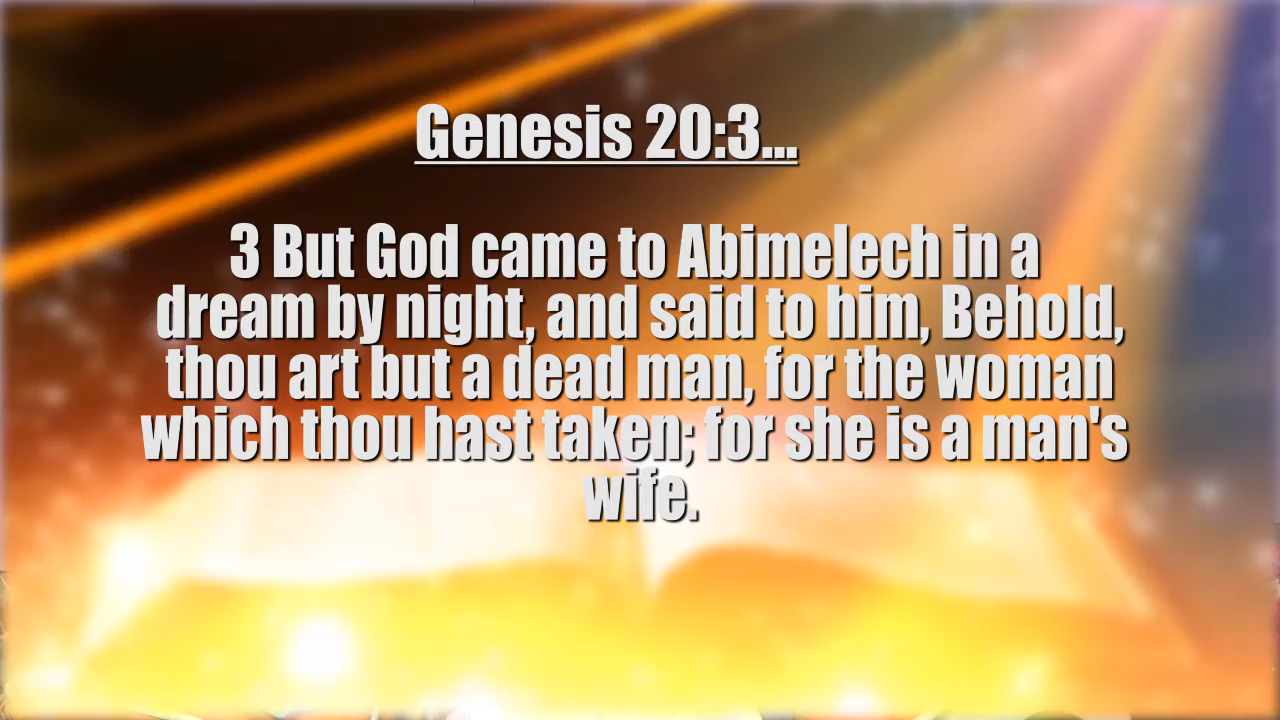 Genesis 20:3...
3 But God came to Abimelech in a
dream by night, and said to him, Behold,
thou art but a dead man, for the woman
which thou hast taken; for she is a man's
wife.